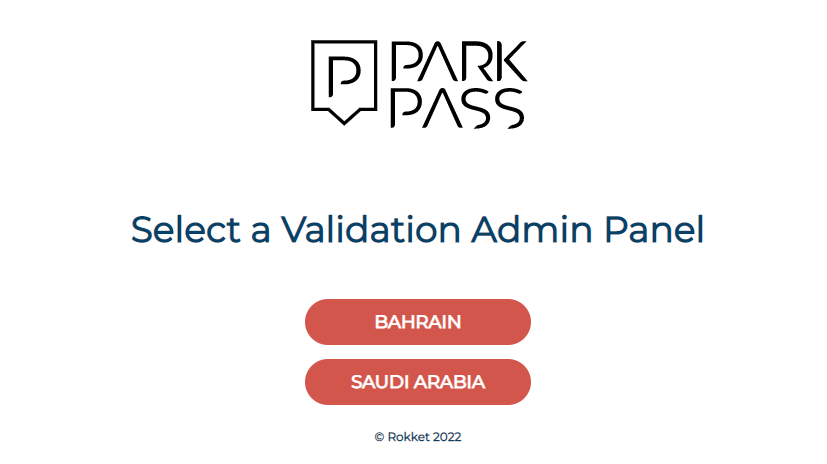 P PARK
PASS
Select a Validation Admin Panel
BAHRAIN
SAUDI ARABIA
© Rokket 2022